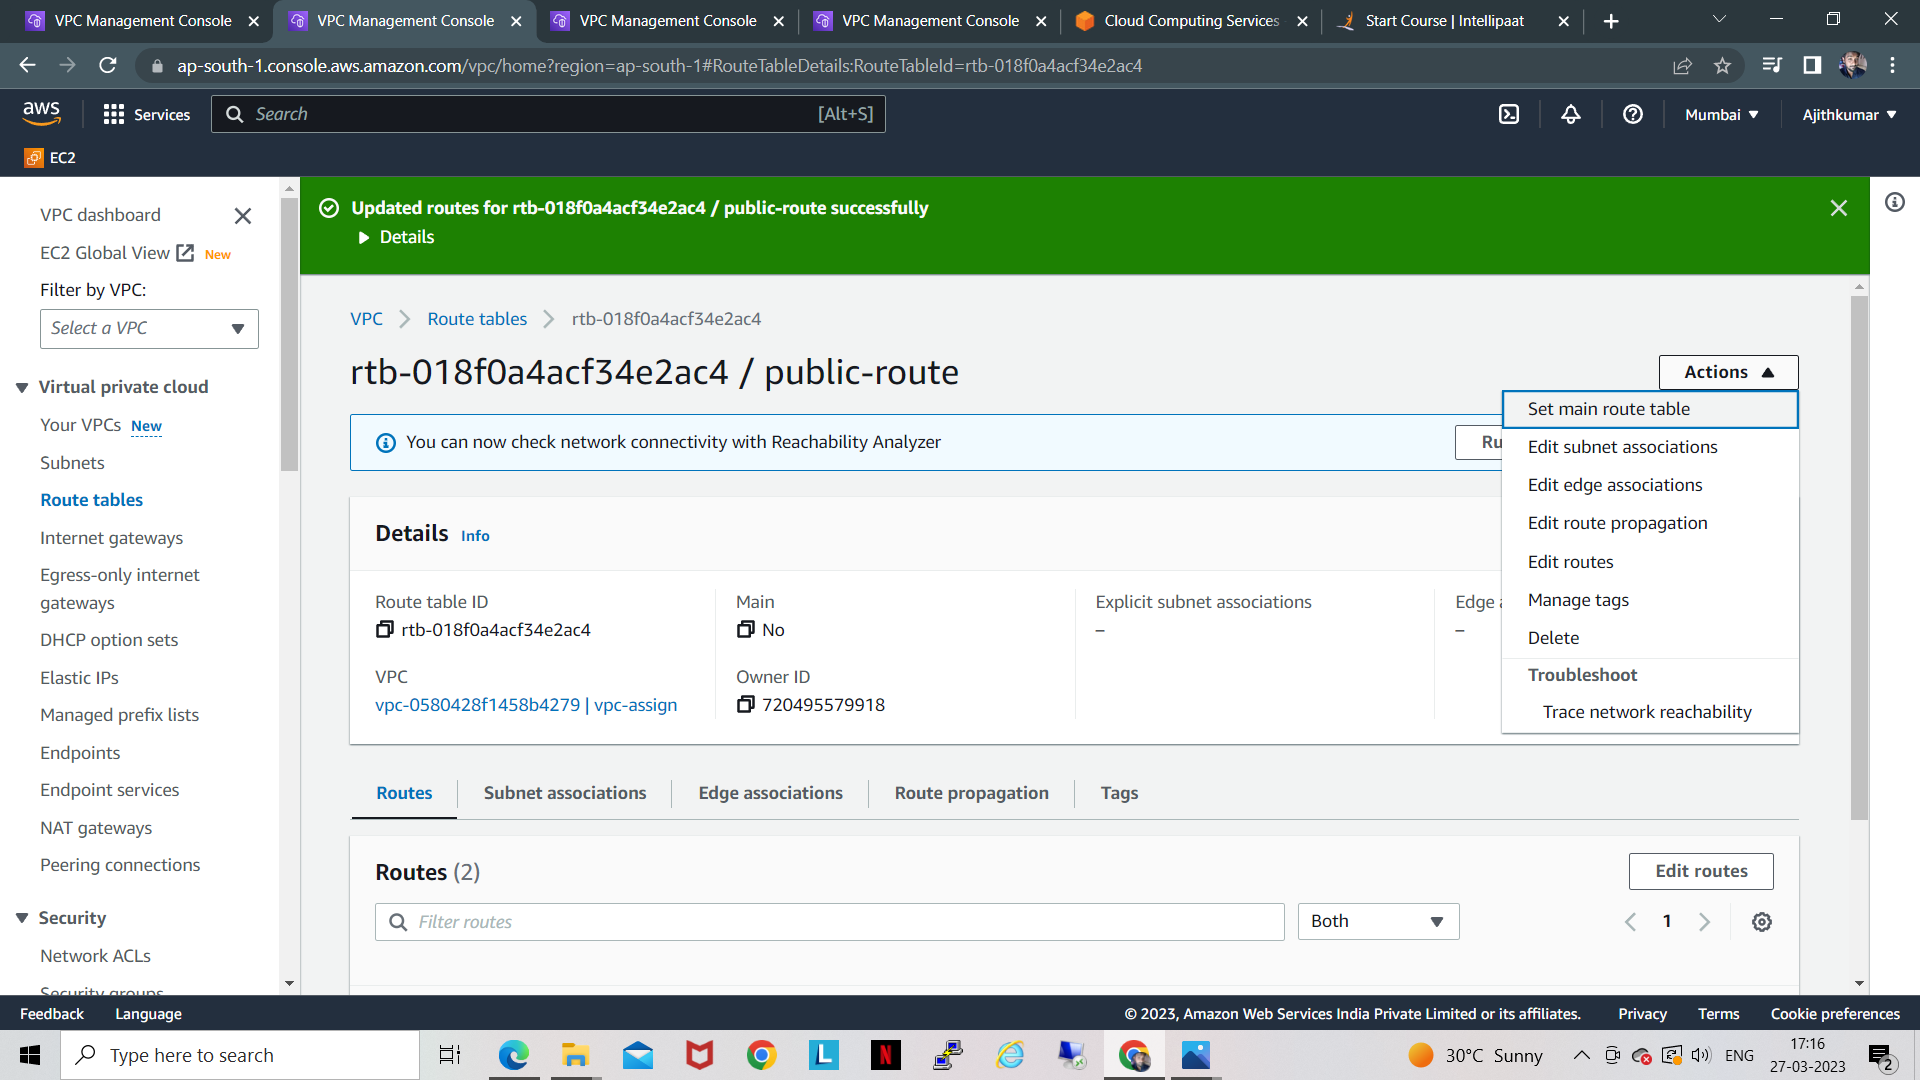 VPC Management Console
VPC Management Console
VPC Management Console
VPC Management Console
Cloud Computing Services
Start Course | Intellipaat
ap-south-1.console.aws.amazon.com/vpc/home?region=ap-south-1#RouteTableDetails:RouteTableId=rtb-018f0a4acf34e2ac4
aws
Services
Search
[Alt+S]
Mumbai
Ajithkumar
EC2
VPC dashboard
EC2 Global View
New
Filter by VPC:
Select a VPC
Virtual private cloud
Your VPCs New
Subnets
Route tables
Internet gateways
Egress-only internet
gateways
DHCP option sets
Elastic IPs
Managed prefix lists
Endpoints
Endpoint services
NAT gateways
Peering connections
Security
Network ACLs
Security groups
Updated routes for rtb-018f0a4acf34e2ac4 / public-route successfully
Details
VPC
Route tables
rtb-018f0a4acf34e2ac4
rtb-018f0a4acf34e2ac4 / public-route
Actions
Set main route table
Edit subnet associations
Edit edge associations
Edit route propagation
Edit routes
Manage tags
Delete
Troubleshoot
Trace network reachability
You can now check network connectivity with Reachability Analyzer
Ru
Details Info
Route table ID
rtb-018f0a4acf34e2ac4
Main
No
Explicit subnet associations
–
Edge
–
VPC
vpc-0580428f1458b4279 | vpc-assign
Owner ID
720495579918
Routes
Subnet associations
Edge associations
Route propagation
Tags
Routes (2)
Edit routes
Filter routes
Both
1
Feedback
Language
© 2023, Amazon Web Services India Private Limited or its affiliates.
Privacy
Terms
Cookie preferences
Type here to search
30°C Sunny
ENG
17:16
27-03-2023
2